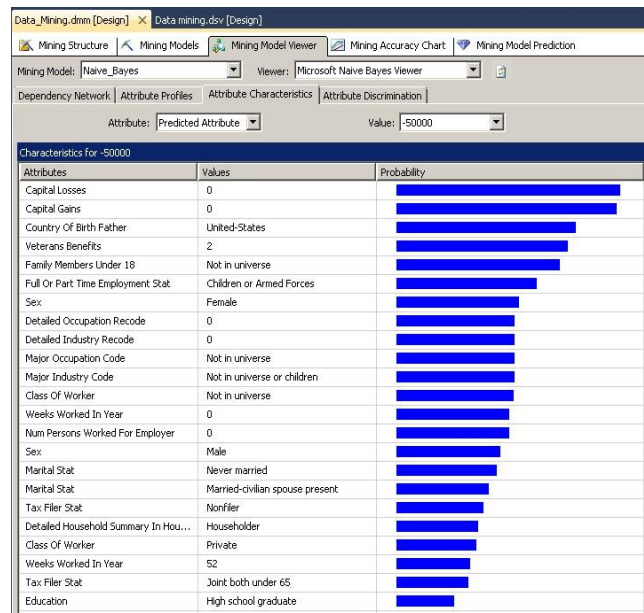 Data_Mining.dmm [Design] Data mining.dsv [Design]
Mining Structure Mining Models Mining Model Viewer Mining Accuracy Chart Mining Model Prediction
Mining Model: Naive_Bayes Viewer: Microsoft Naive Bayes Viewer
Dependency Network Attribute Profiles Attribute Characteristics Attribute Discrimination
Attribute: Predicted Attribute Value: -50000
Characteristics for -50000
Attributes Values Probability
Capital Losses 0
Capital Gains 0
Country Of Birth Father United-States
Veterans Benefits 2
Family Members Under 18 Not in universe
Full Or Part Time Employment Stat Children or Armed Forces
Sex Female
Detailed Occupation Recode 0
Detailed Industry Recode 0
Major Occupation Code Not in universe
Major Industry Code Not in universe or children
Class Of Worker Not in universe
Weeks Worked In Year 0
Num Persons Worked For Employer 0
Sex Male
Marital Stat Never married
Marital Stat Married-civilian spouse present
Tax Filer Stat Nonfiler
Detailed Household Summary In Hou... Householder
Class Of Worker Private
Weeks Worked In Year 52
Tax Filer Stat Joint both under 65
Education High school graduate